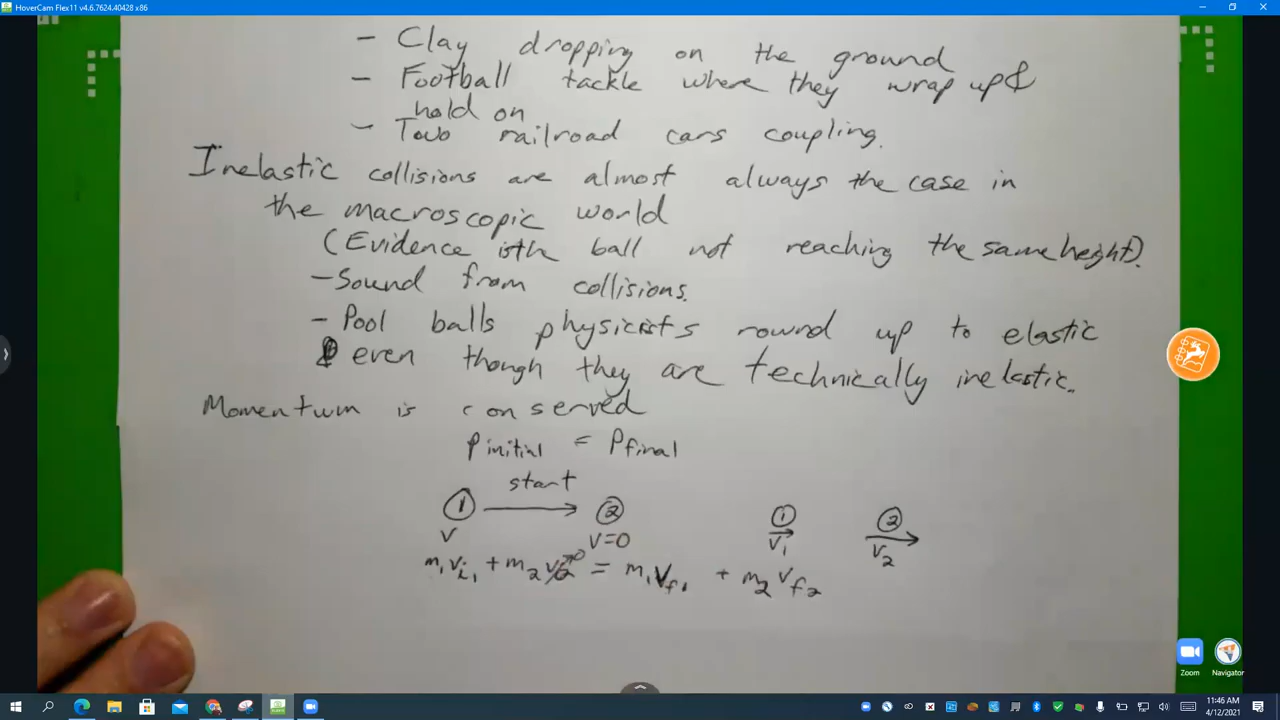 HoverCam Flex11 v4.6.7624.40428 x86
- Clay dropping on the ground
- Football tackle where they wrap up &
hold on
- Two railroad cars coupling.
Inelastic collisions are almost always the case in
the macroscopic world
(Evidence is th ball not reaching the same height).
- Sound from collisions.
- Pool balls physicists round up to elastic
even though they are technically inelastic.
Momentum is conserved
P initial = P final
start
① ② ① ②
V V=0 V₁ V₂
m₁Vi₁ + m₂V₂→0 = m₁Vf₁ + m₂Vf₂
Zoom Navigator
11:46 AM
4/12/2021